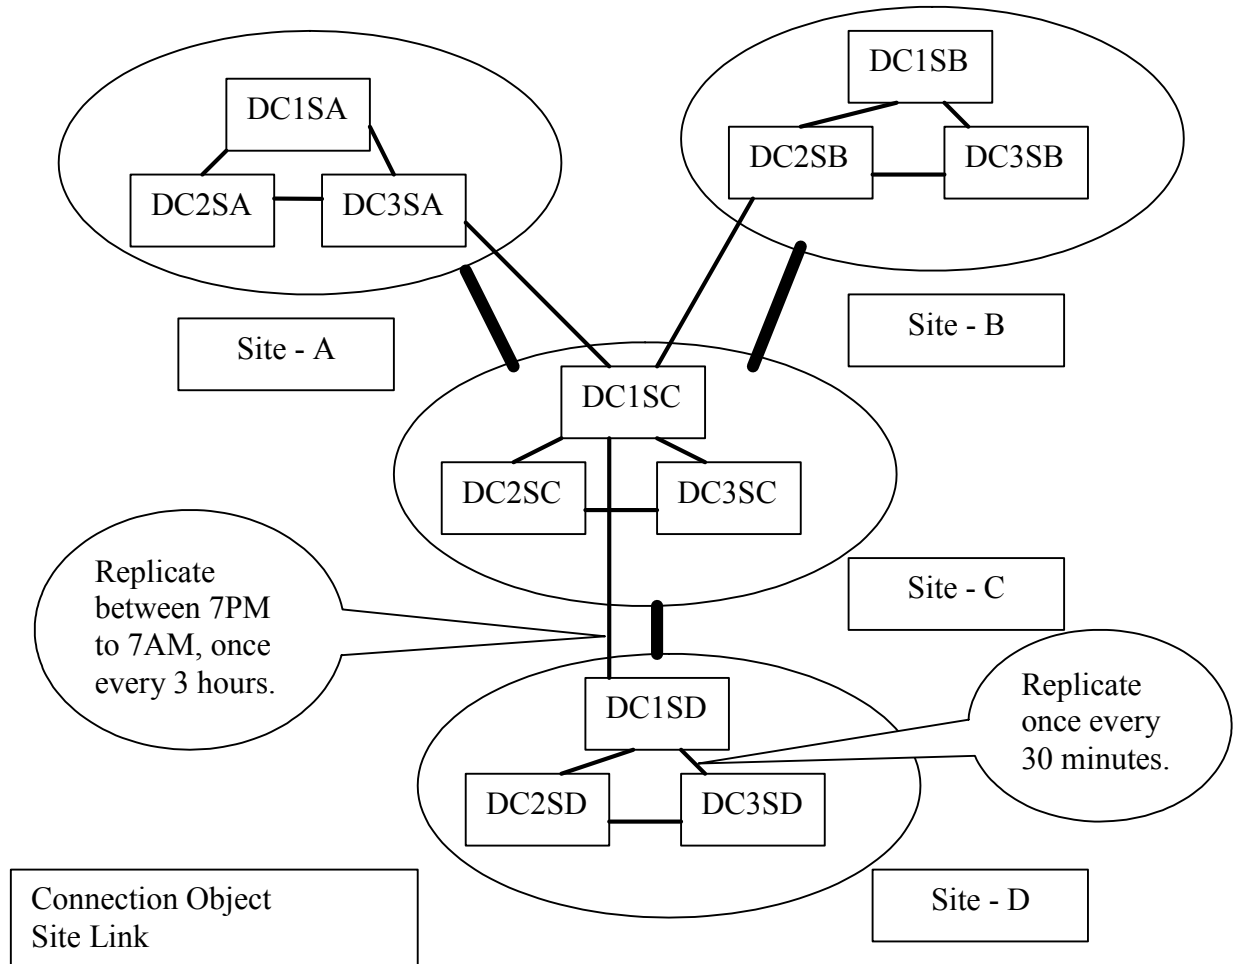 DC1SB
DC1SA
DC2SB
DC3SB
DC2SA
DC3SA
Site - B
Site - A
DC1SC
DC2SC
DC3SC
Replicate
between 7PM
to 7AM, once
every 3 hours.
Site - C
Replicate
once every
30 minutes.
DC1SD
DC2SD
DC3SD
Site - D
Connection Object
Site Link